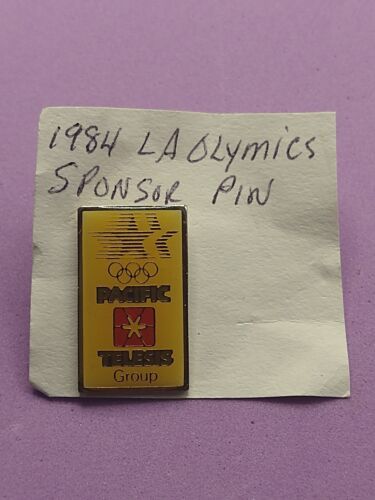 1984 LA OLYMICS
SPONSOR PIN
PACIFIC
TELESIS
Group